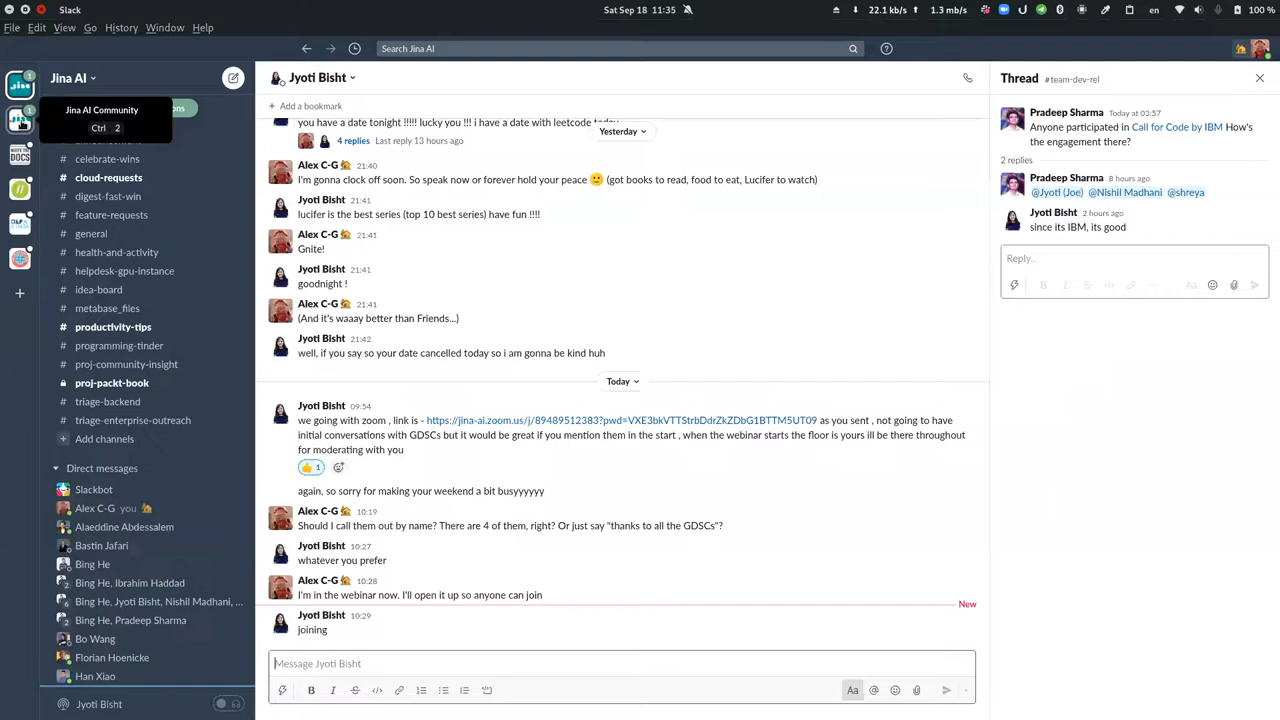 Slack
Sat Sep 18 11:35
22.1 kb/s
1.3 mb/s
en
100 %
File Edit View Go History Window Help
Search Jina AI
Jina AI
1
1
Jina AI Community
Ctrl 2
ons
celebrate-wins
cloud-requests
digest-fast-win
feature-requests
general
health-and-activity
helpdesk-gpu-instance
idea-board
metabase_files
productivity-tips
programming-tinder
proj-community-insight
proj-packt-book
triage-backend
triage-enterprise-outreach
Add channels
Direct messages
Slackbot
Alex C-G you
Alaeddine Abdessalem
Bastin Jafari
Bing He
2 Bing He, Ibrahim Haddad
6 Bing He, Jyoti Bisht, Nishil Madhani, ...
2 Bing He, Pradeep Sharma
Bo Wang
Florian Hoenicke
Han Xiao
Jyoti Bisht
Jyoti Bisht
Add a bookmark
you have a date tonight !!!!! lucky you! i have a date with leetcode today
Yesterday
4 replies Last reply 13 hours ago
Alex C-G 21:40
I'm gonna clock off soon. So speak now or forever hold your peace 🙂 (got books to read, food to eat, Lucifer to watch)
Jyoti Bisht 21:41
lucifer is the best series (top 10 best series) have fun !!!!
Alex C-G 21:41
Gnite!
Jyoti Bisht 21:41
goodnight !
Alex C-G 21:41
(And it's waaay better than Friends...)
Jyoti Bisht 21:42
well, if you say so your date cancelled today so i am gonna be kind huh
Today
Jyoti Bisht 09:54
we going with zoom , link is - https://jina-ai.zoom.us/j/89489512383?pwd=VXE3bkVTTStrbDdrZkZDbG1BTTM5UT09 as you sent , not going to have
initial conversations with GDSCs but it would be great if you mention them in the start , when the webinar starts the floor is yours ill be there throughout
for moderating with you
👍 1
again, so sorry for making your weekend a bit busyyyyyy
Alex C-G 10:19
Should I call them out by name? There are 4 of them, right? Or just say "thanks to all the GDSCs"?
Jyoti Bisht 10:27
whatever you prefer
Alex C-G 10:28
I'm in the webinar now. I'll open it up so anyone can join
New
Jyoti Bisht 10:29
joining
Message Jyoti Bisht
Thread #team-dev-rel
Pradeep Sharma Today at 03:57
Anyone participated in Call for Code by IBM How's
the engagement there?
2 replies
Pradeep Sharma 8 hours ago
@Jyoti (Joe) @Nishil Madhani @shreya
Jyoti Bisht 2 hours ago
since its IBM, its good
Reply...